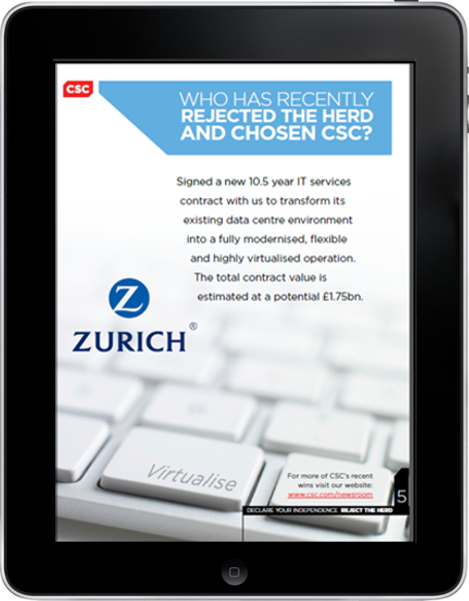 CSC
WHO HAS RECENTLY
REJECTED THE HERD
AND CHOSEN CSC?
Signed a new 10.5 year IT services
contract with us to transform its
existing data centre environment
into a fully modernised, flexible
and highly virtualised operation.
The total contract value is
estimated at a potential £1.75bn.
Z
ZURICH®
Virtualise
For more of CSC's recent
wins visit our website:
www.csc.com/newsroom
5
DECLARE YOUR INDEPENDENCE REJECT THE HERD